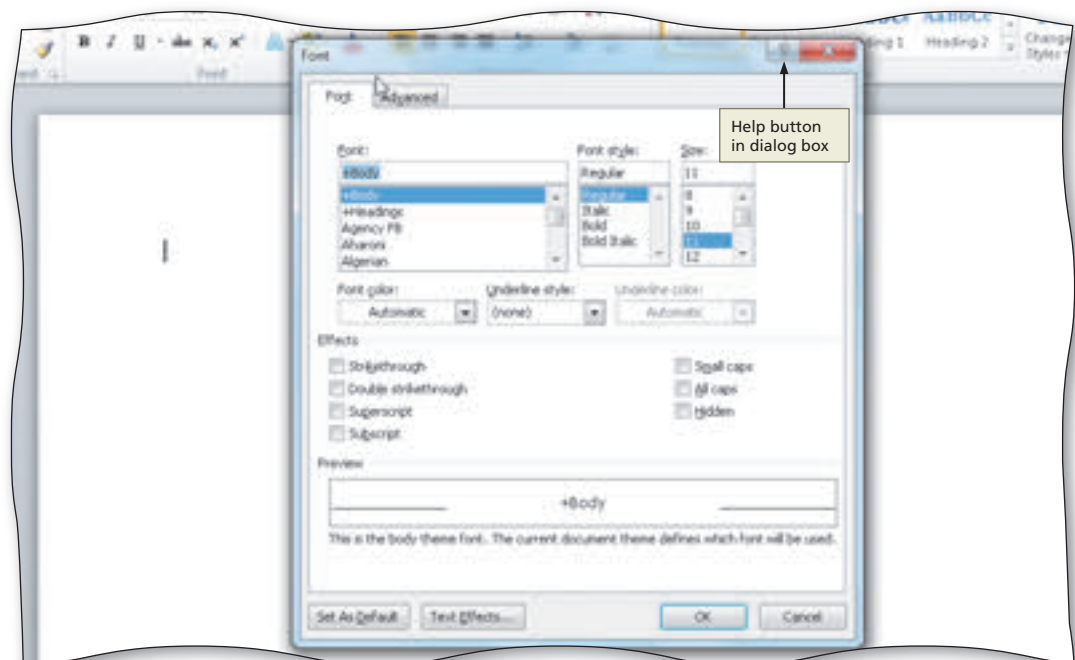 B I U abc x₂ x²
Heading 2
Change
Styles
Font
Font
Font Advanced
Help button
in dialog box
Font: Font style: Size:
+Body Regular 11
+Body Regular 8
+Headings Italic 9
Agency FB Bold 10
Aharoni Bold Italic 11
Algerian 12
Font color: Underline style: Underline color:
Automatic (none) Automatic
Effects
Strikethrough Small caps
Double strikethrough All caps
Superscript Hidden
Subscript
Preview
+Body
This is the body theme font. The current document theme defines which font will be used.
Set As Default Text Effects... OK Cancel